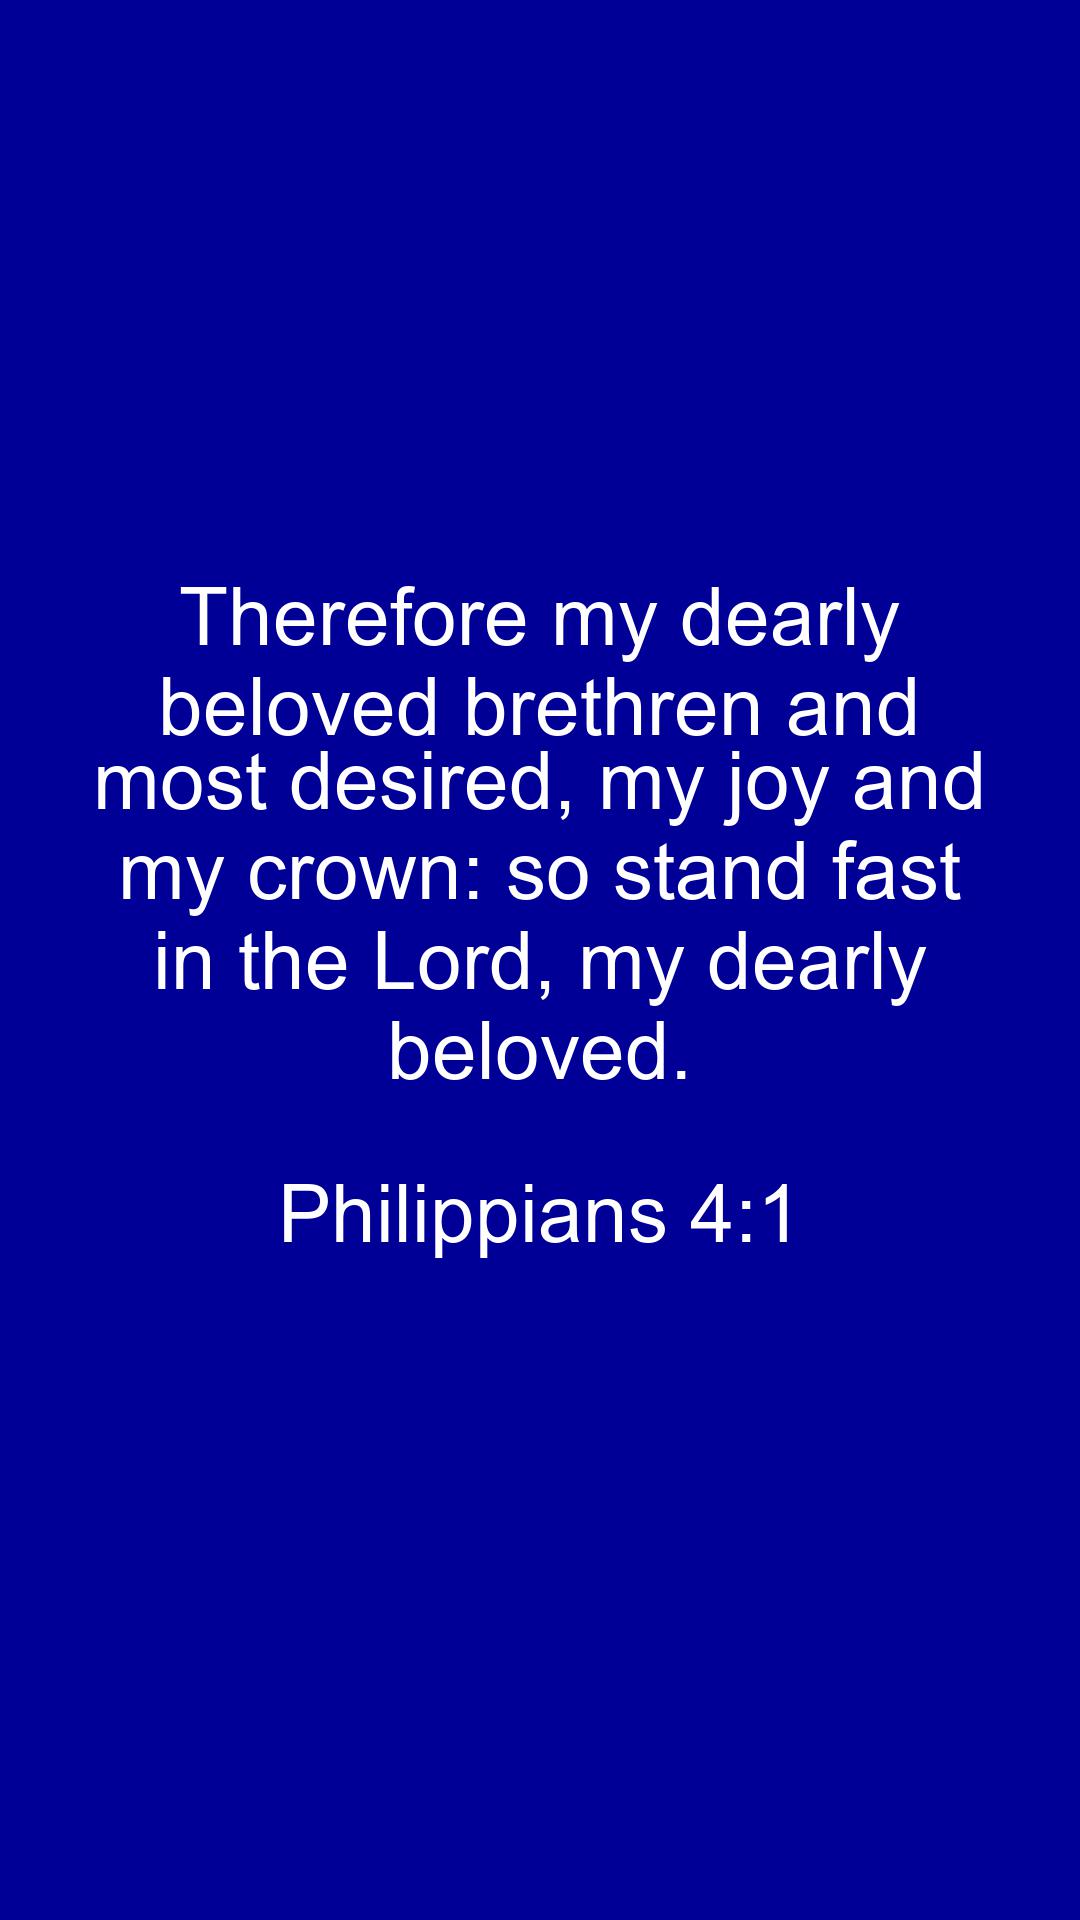 Therefore my dearly
beloved brethren and
most desired, my joy and
my crown: so stand fast
in the Lord, my dearly
beloved.
Philippians 4:1